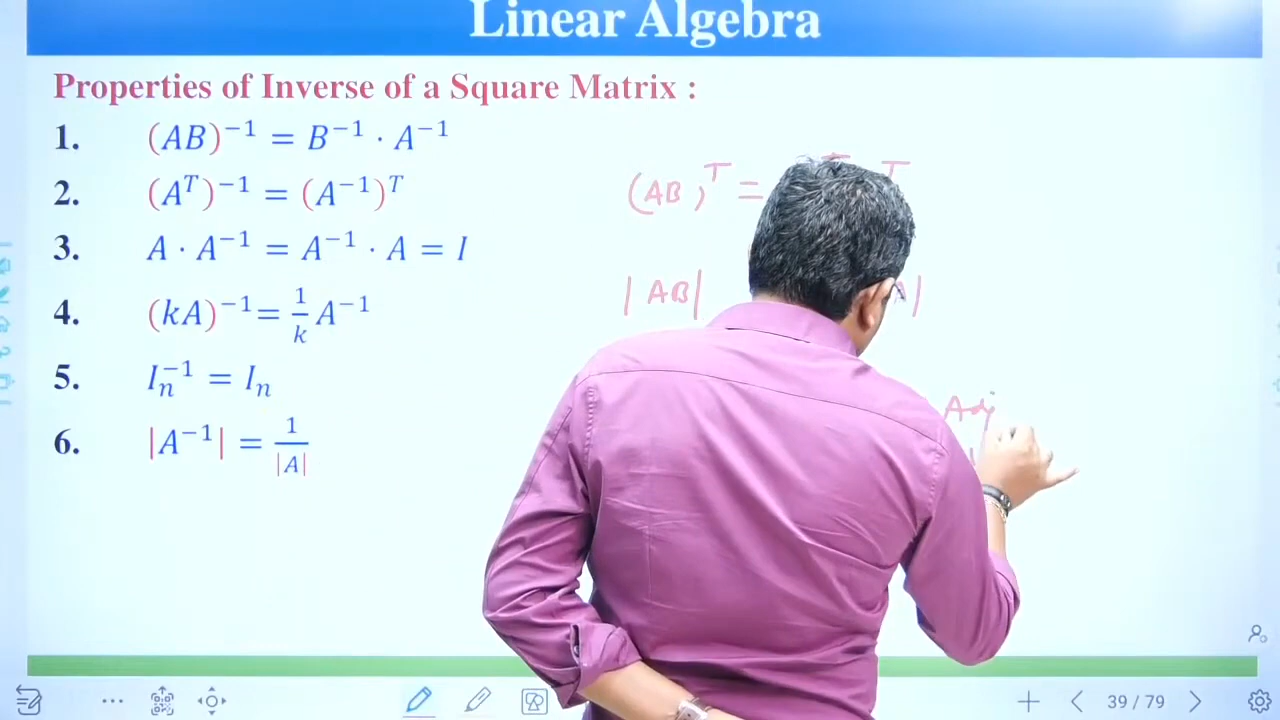 Linear Algebra
Properties of Inverse of a Square Matrix :
1. (AB)⁻¹ = B⁻¹ · A⁻¹
2. (Aᵀ)⁻¹ = (A⁻¹)ᵀ
3. A · A⁻¹ = A⁻¹ · A = I
4. (kA)⁻¹= 1/k A⁻¹
5. Iₙ⁻¹ = Iₙ
6. |A⁻¹| = 1/|A|
(AB)ᵀ = ᵀ
|AB| A|
Adj
39 / 79